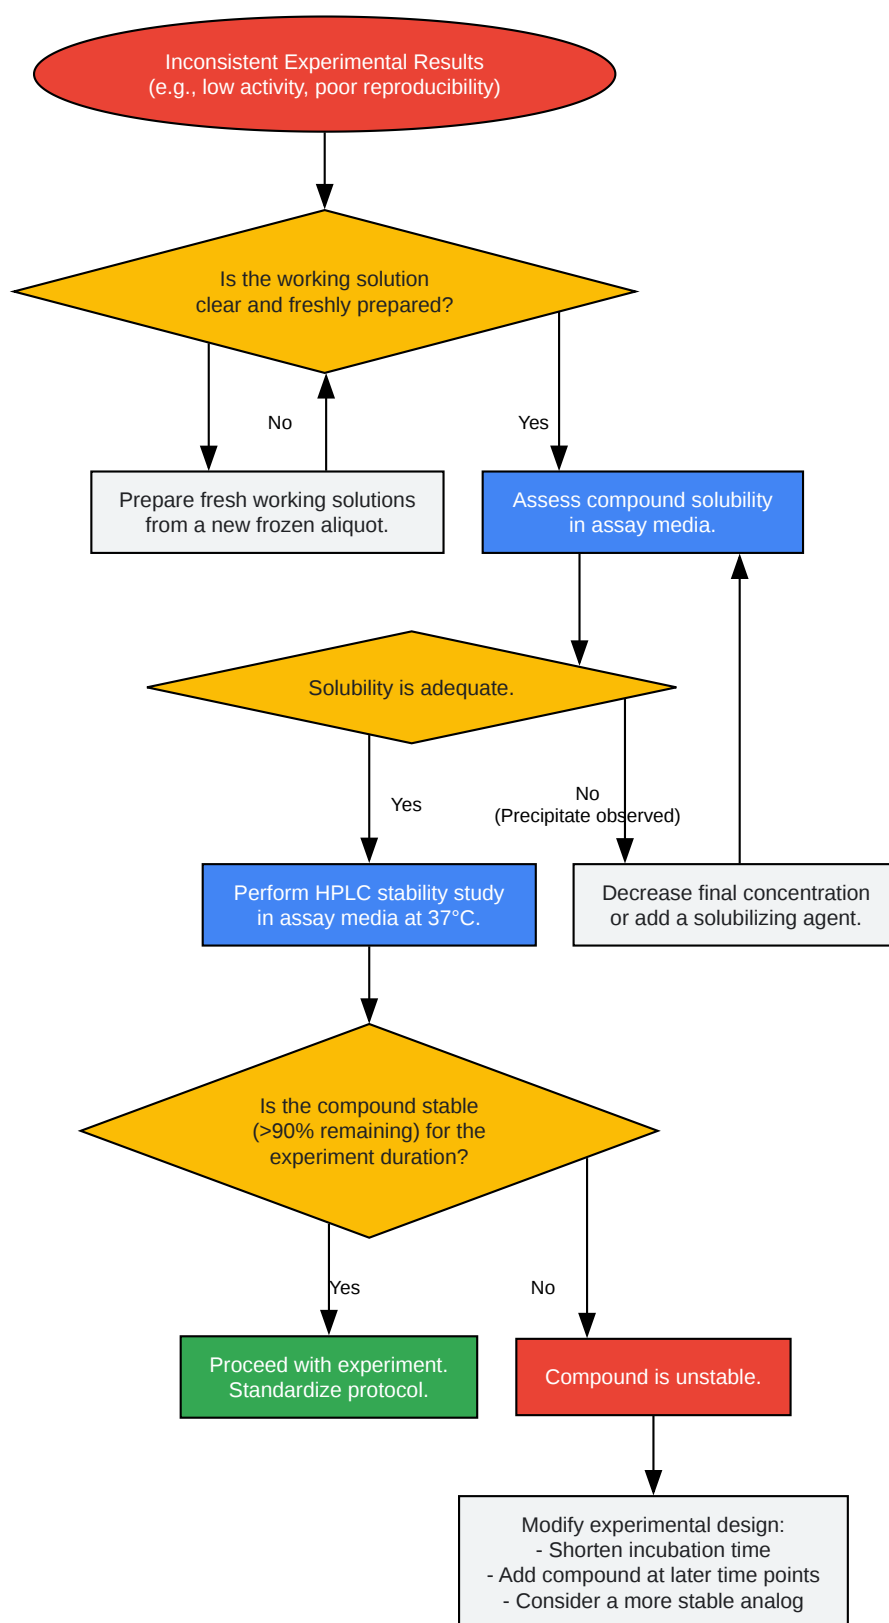 Inconsistent Experimental Results
(e.g., low activity, poor reproducibility)
Is the working solution
clear and freshly prepared?
No
Yes
Prepare fresh working solutions
from a new frozen aliquot.
Assess compound solubility
in assay media.
Solubility is adequate.
Yes
No
(Precipitate observed)
Perform HPLC stability study
in assay media at 37°C.
Decrease final concentration
or add a solubilizing agent.
Is the compound stable
(>90% remaining) for the
experiment duration?
Yes
No
Proceed with experiment.
Standardize protocol.
Compound is unstable.
Modify experimental design:
- Shorten incubation time
- Add compound at later time points
- Consider a more stable analog